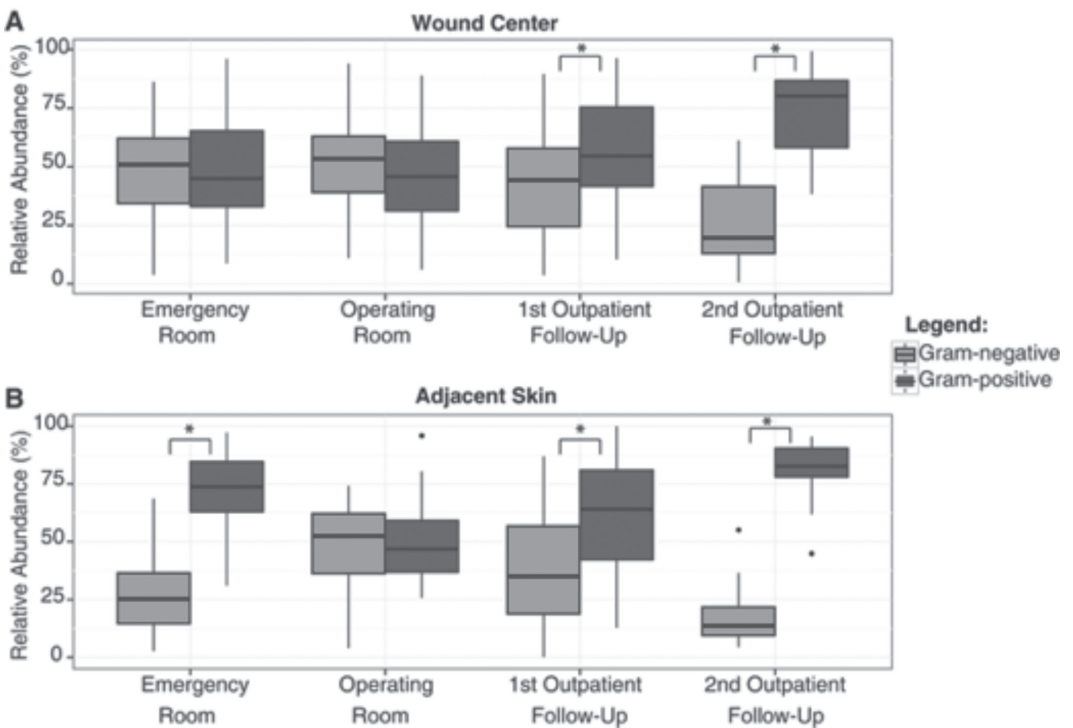 A
Wound Center
Relative Abundance (%)
100
75
50
25
0
*
*
Emergency Room
Operating Room
1st Outpatient Follow-Up
2nd Outpatient Follow-Up
Legend:
Gram-negative
Gram-positive
B
Adjacent Skin
Relative Abundance (%)
100
75
50
25
0
*
*
*
Emergency Room
Operating Room
1st Outpatient Follow-Up
2nd Outpatient Follow-Up